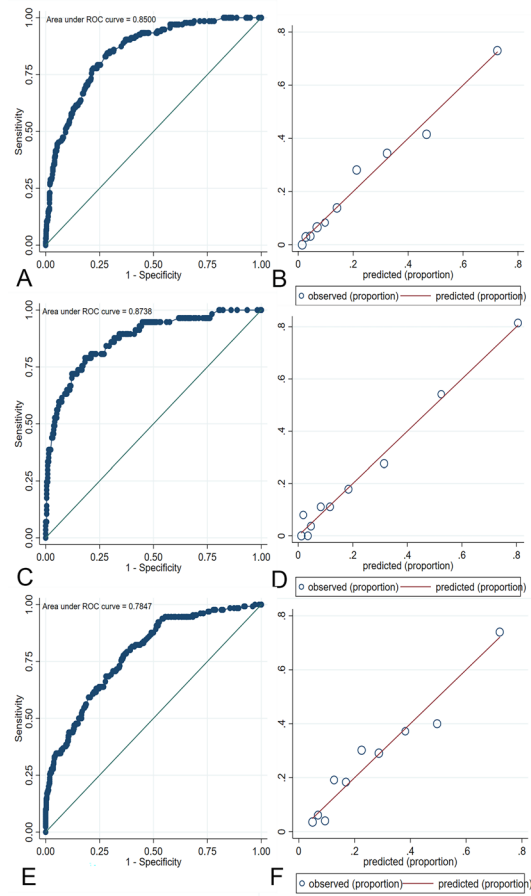 Area under ROC curve = 0.8500
Sensitivity
0.00 0.25 0.50 0.75 1.00
0.00 0.25 0.50 0.75 1.00
1 - Specificity
A
0 .2 .4 .6 .8
0 .2 .4 .6 .8
predicted (proportion)
B
observed (proportion) predicted (proportion)
Area under ROC curve = 0.8738
Sensitivity
0.00 0.25 0.50 0.75 1.00
0.00 0.25 0.50 0.75 1.00
1 - Specificity
C
0 .2 .4 .6 .8
0 .2 .4 .6 .8
predicted (proportion)
D
observed (proportion) predicted (proportion)
Area under ROC curve = 0.7847
Sensitivity
0.00 0.25 0.50 0.75 1.00
0.00 0.25 0.50 0.75 1.00
1 - Specificity
E
0 .2 .4 .6 .8
0 .2 .4 .6 .8
predicted (proportion)
F
observed (proportion) predicted (proportion)